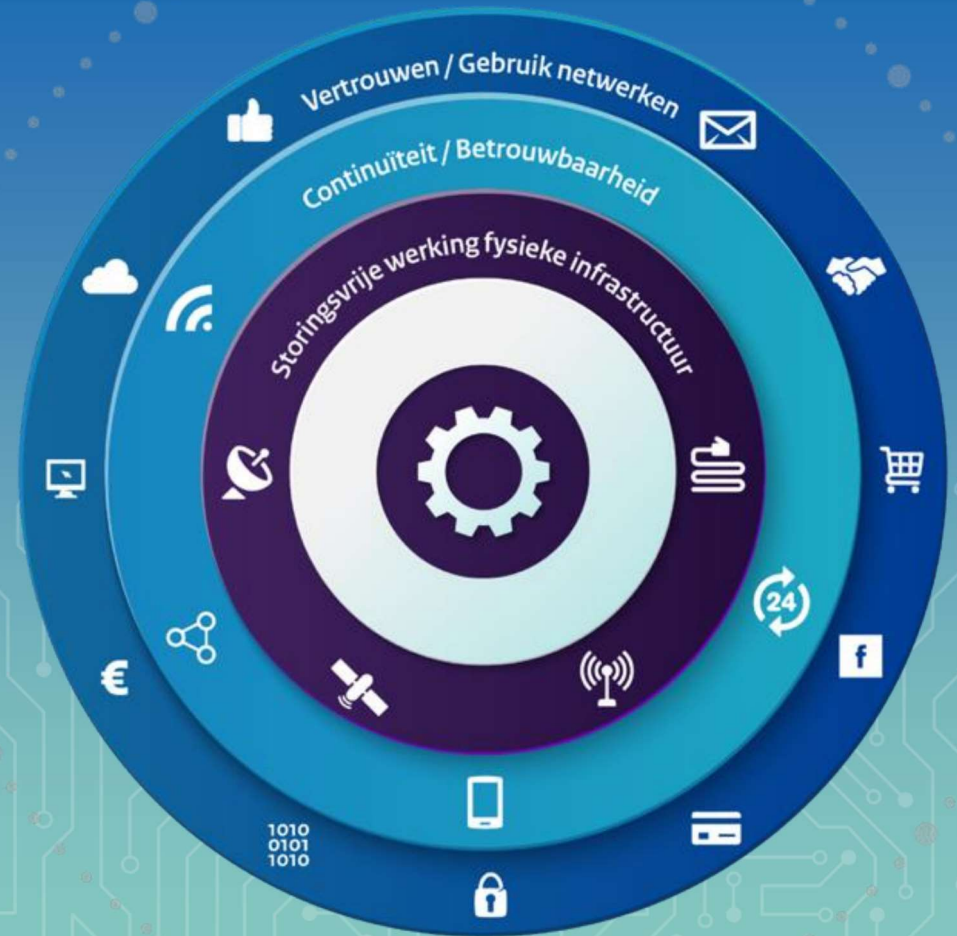 Vertrouwen / Gebruik netwerken
Continuïteit / Betrouwbaarheid
Storingsvrije werking fysieke infrastructuur
24
f
€
1010
0101
1010